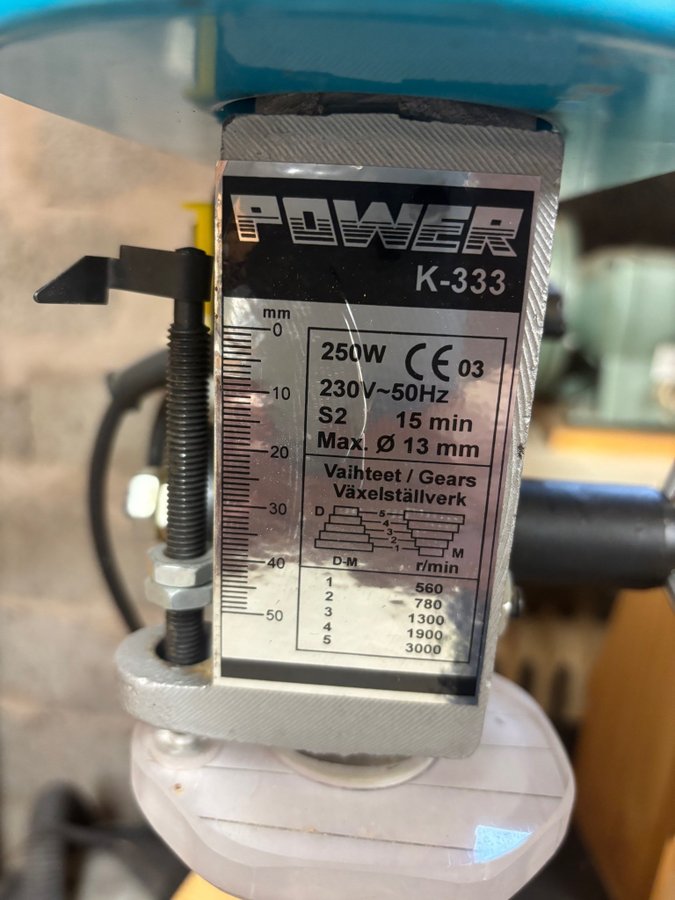 POWER
K-333
mm
0
10
20
30
40
50
250W CE 03
230V~50Hz
S2 15 min
Max. Ø 13 mm
Vaihteet / Gears
Växelställverk
D 5
4
3
2
1 M
D-M r/min
1 560
2 780
3 1300
4 1900
5 3000